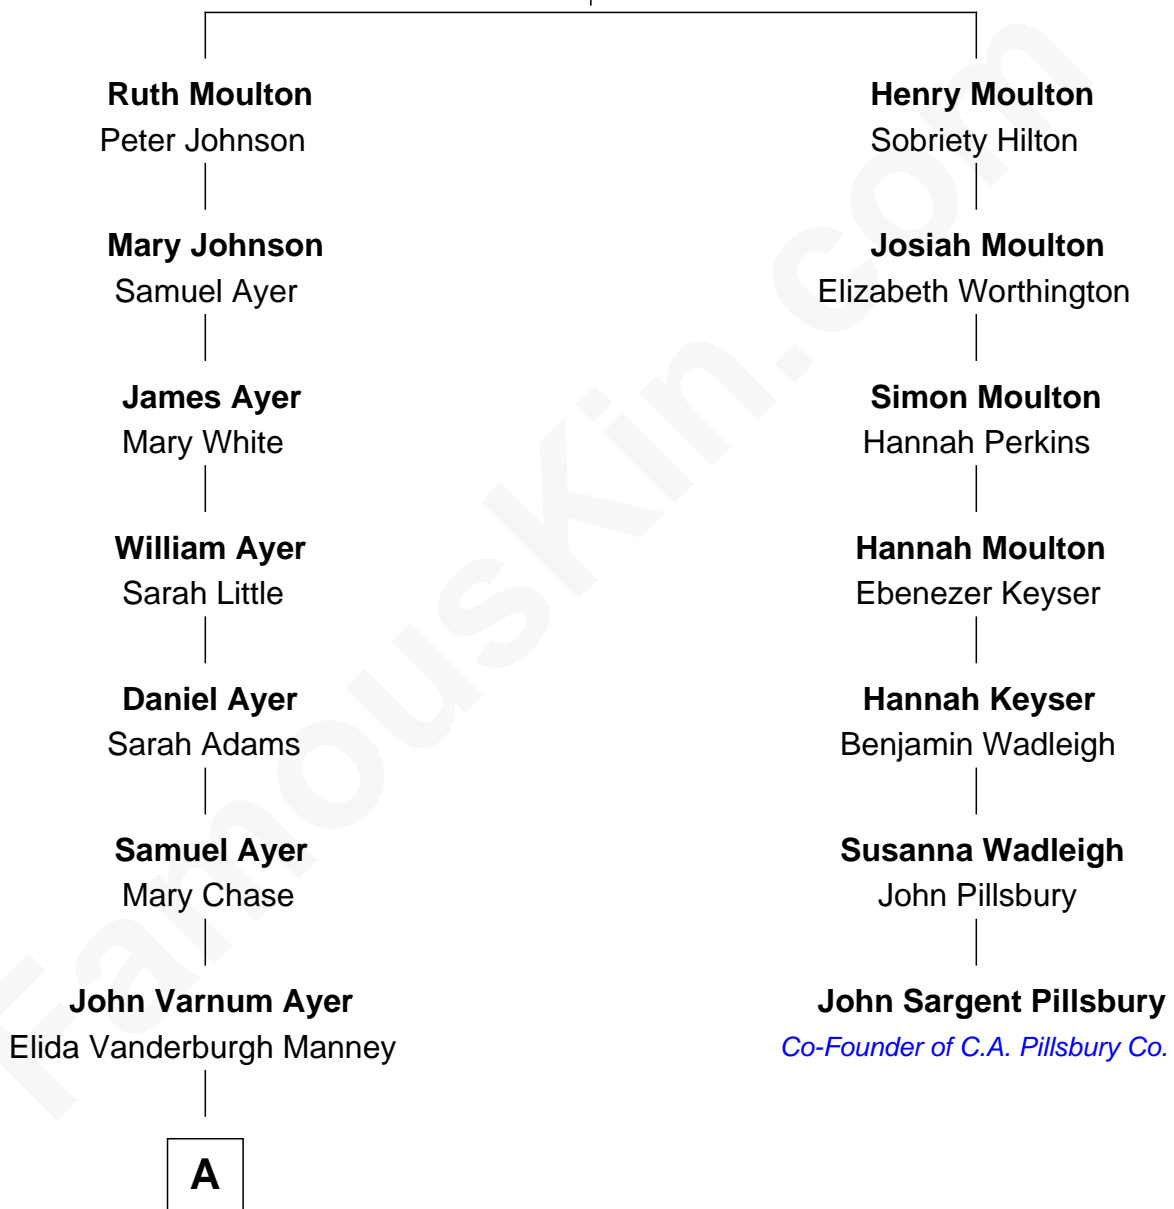 Ruth Moulton
Peter Johnson
Mary Johnson
Samuel Ayer
James Ayer
Mary White
William Ayer
Sarah Little
Daniel Ayer
Sarah Adams
Samuel Ayer
Mary Chase
John Varnum Ayer
Elida Vanderburgh Manney
A
Henry Moulton
Sobriety Hilton
Josiah Moulton
Elizabeth Worthington
Simon Moulton
Hannah Perkins
Hannah Moulton
Ebenezer Keyser
Hannah Keyser
Benjamin Wadleigh
Susanna Wadleigh
John Pillsbury
John Sargent Pillsbury
Co-Founder of C.A. Pillsbury Co.
FamousKin.com